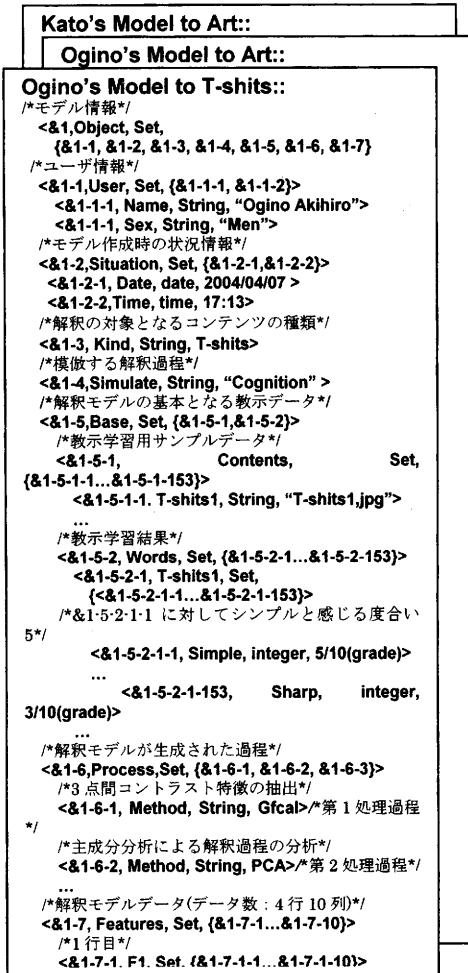 Kato's Model to Art::
Ogino's Model to Art::
Ogino's Model to T-shits::
/*モデル情報*/
<&1,Object, Set,
{&1-1, &1-2, &1-3, &1-4, &1-5, &1-6, &1-7}
/*ユーザ情報*/
<&1-1,User, Set, {&1-1-1, &1-1-2}>
<&1-1-1, Name, String, "Ogino Akihiro">
<&1-1-1, Sex, String, "Men">
/*モデル作成時の状況情報*/
<&1-2,Situation, Set, {&1-2-1,&1-2-2}>
<&1-2-1, Date, date, 2004/04/07 >
<&1-2-2,Time, time, 17:13>
/*解釈の対象となるコンテンツの種類*/
<&1-3, Kind, String, T-shits>
/*模倣する解釈過程*/
<&1-4,Simulate, String, "Cognition" >
/*解釈モデルの基本となる教示データ*/
<&1-5,Base, Set, {&1-5-1,&1-5-2}>
/*教示学習用サンプルデータ*/
<&1-5-1, Contents, Set,
{&1-5-1-1...&1-5-1-153}>
<&1-5-1-1. T-shits1, String, "T-shits1,jpg">
...
/*教示学習結果*/
<&1-5-2, Words, Set, {&1-5-2-1...&1-5-2-153}>
<&1-5-2-1, T-shits1, Set,
{<&1-5-2-1-1...&1-5-2-1-153}>
/*&1-5-2-1-1 に対してシンプルと感じる度合い
5*/
<&1-5-2-1-1, Simple, integer, 5/10(grade)>
...
<&1-5-2-1-153, Sharp, integer,
3/10(grade)>
...
/*解釈モデルが生成された過程*/
<&1-6,Process,Set, {&1-6-1, &1-6-2, &1-6-3}>
/*3 点間コントラスト特徴の抽出*/
<&1-6-1, Method, String, Gfcal>/*第 1 処理過程
*/
/*主成分分析による解釈過程の分析*/
<&1-6-2, Method, String, PCA>/*第 2 処理過程*/
...
/*解釈モデルデータ(データ数：4 行 10 列)*/
<&1-7, Features, Set, {&1-7-1...&1-7-10}>
/*1 行目*/
<&1-7-1, F1, Set, {&1-7-1-1...&1-7-1-10}>